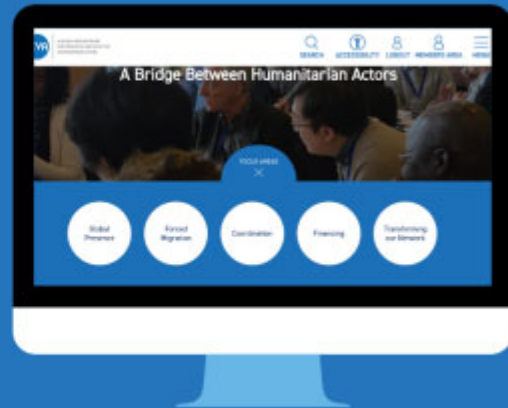 SEARCH
ACCESSIBILITY
LOGOUT
MEMBERS AREA
MENU
A Bridge Between Humanitarian Actors
FOCUS AREAS
Global
Presence
Forced
Migration
Coordination
Financing
Transforming
our Network